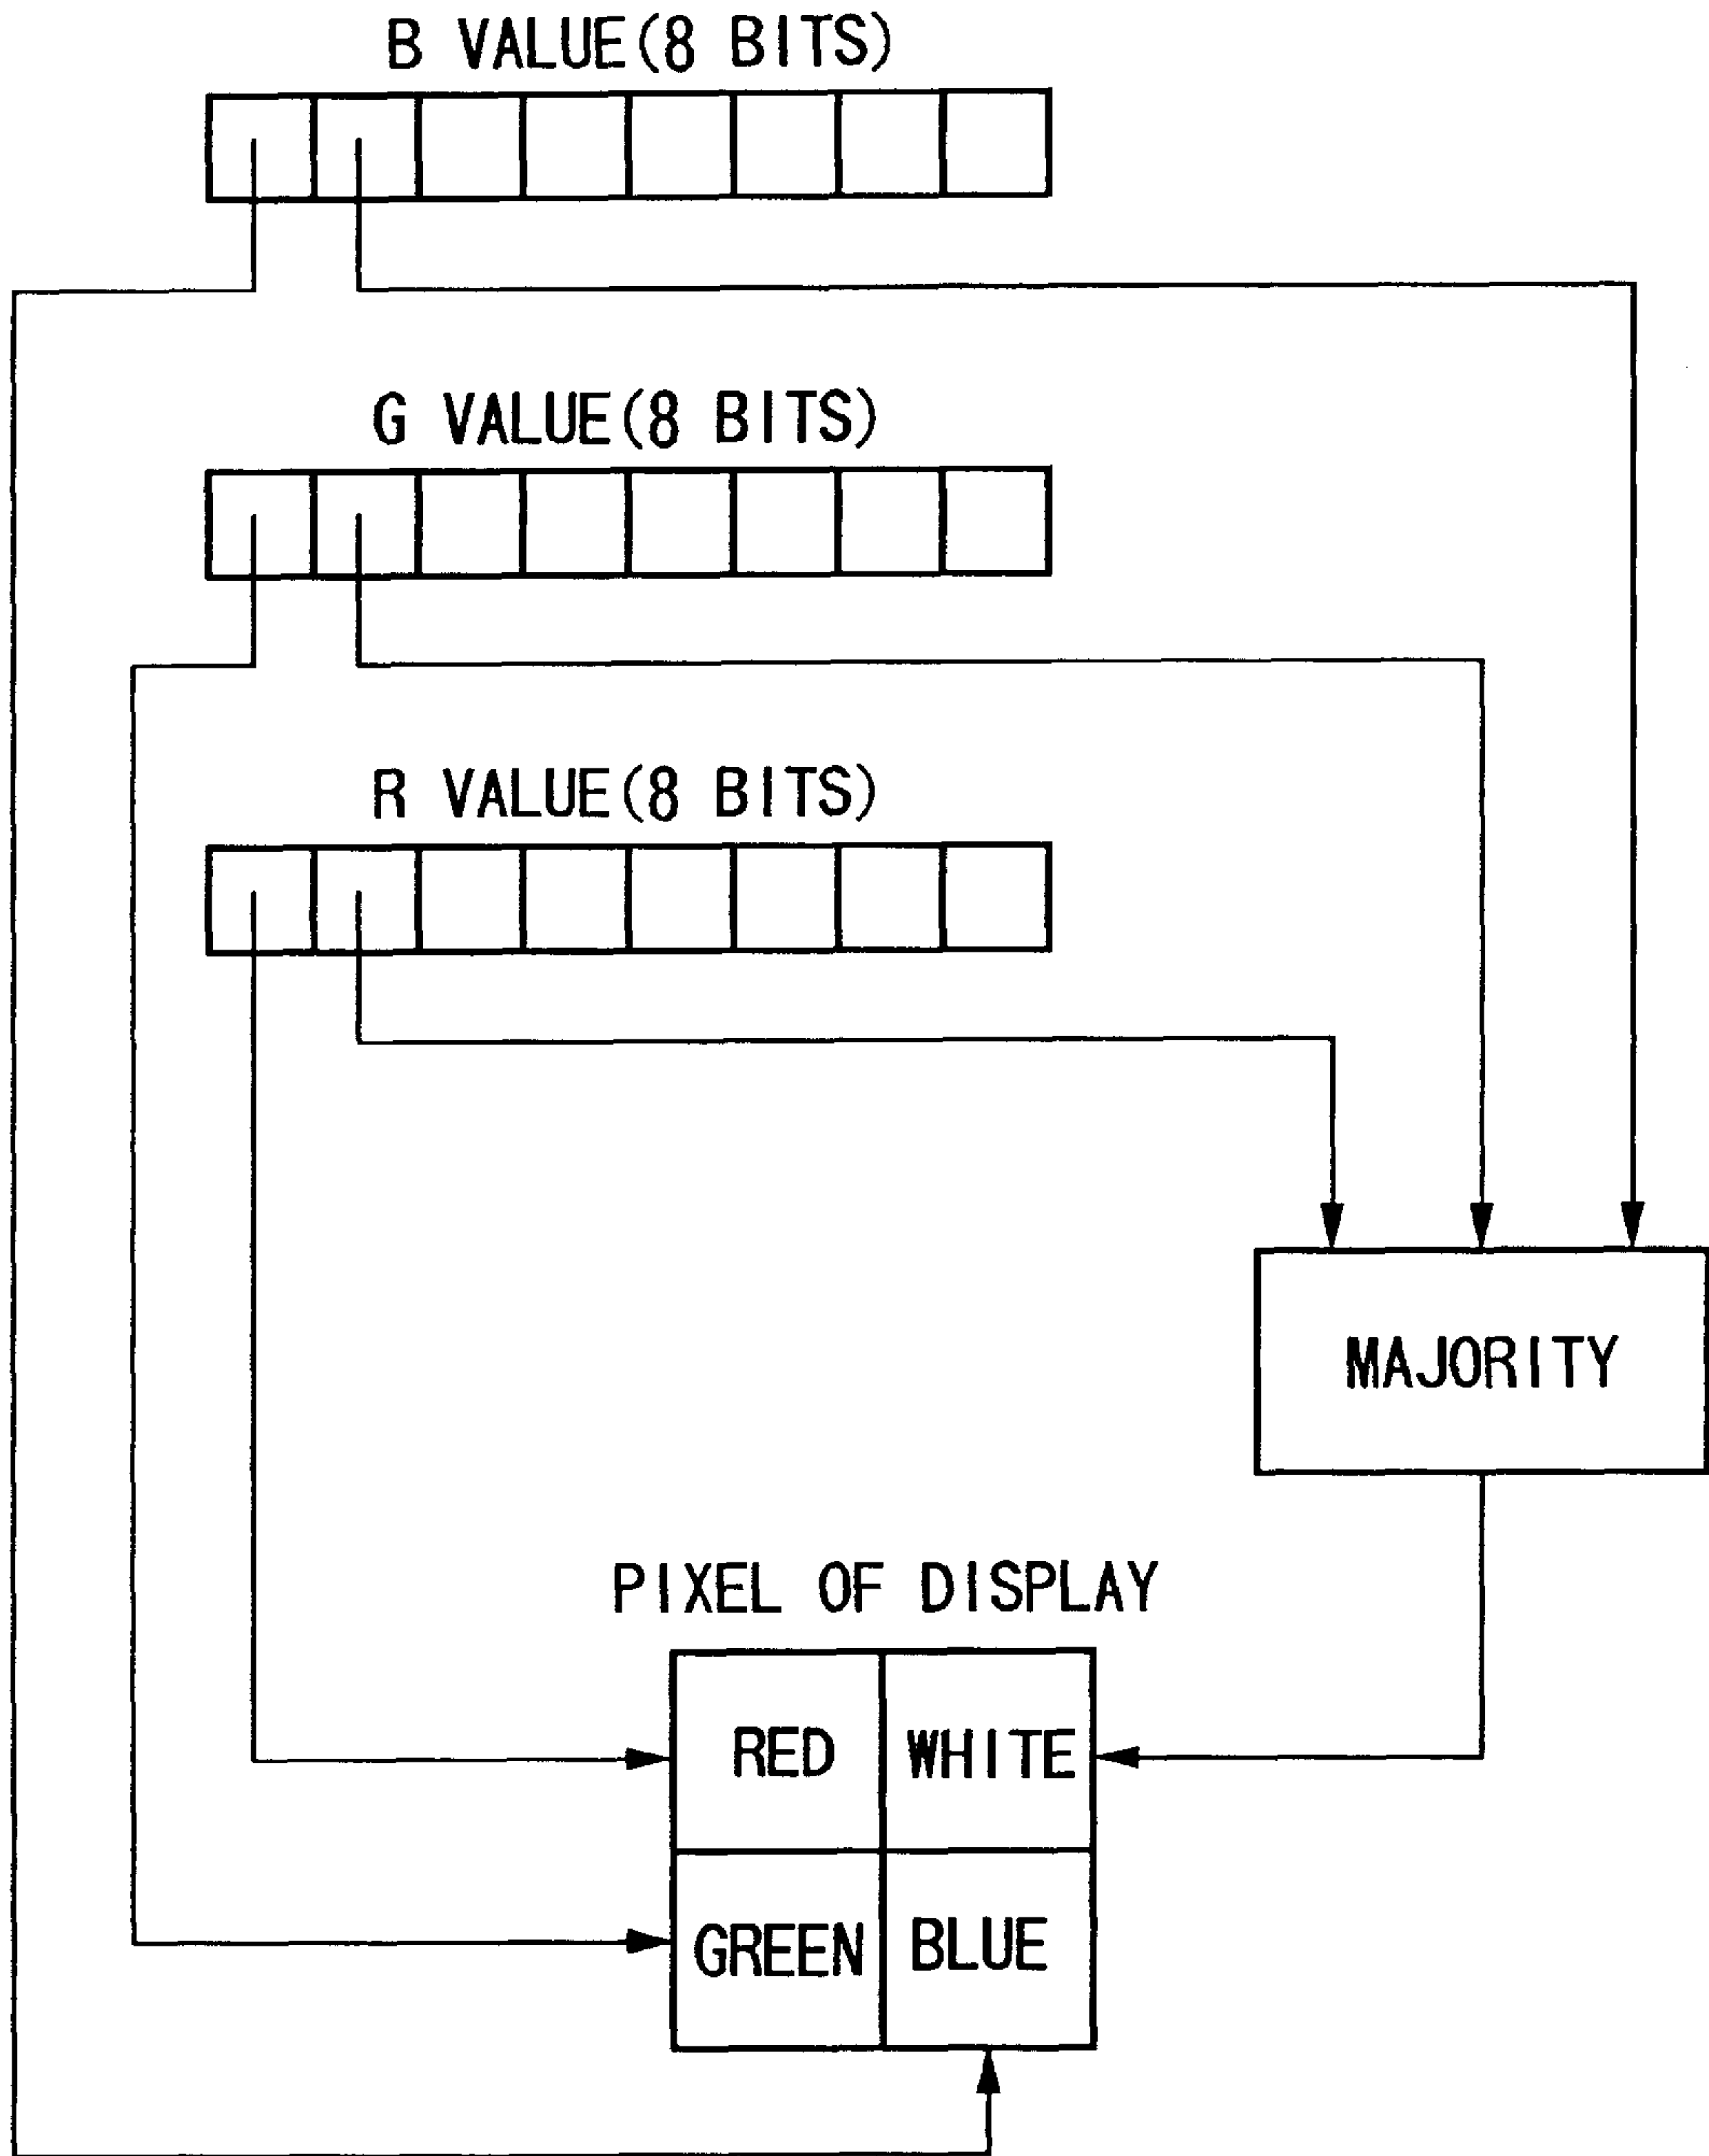 B VALUE(8 BITS)
G VALUE(8 BITS)
R VALUE(8 BITS)
MAJORITY
PIXEL OF DISPLAY
RED WHITE
GREEN BLUE